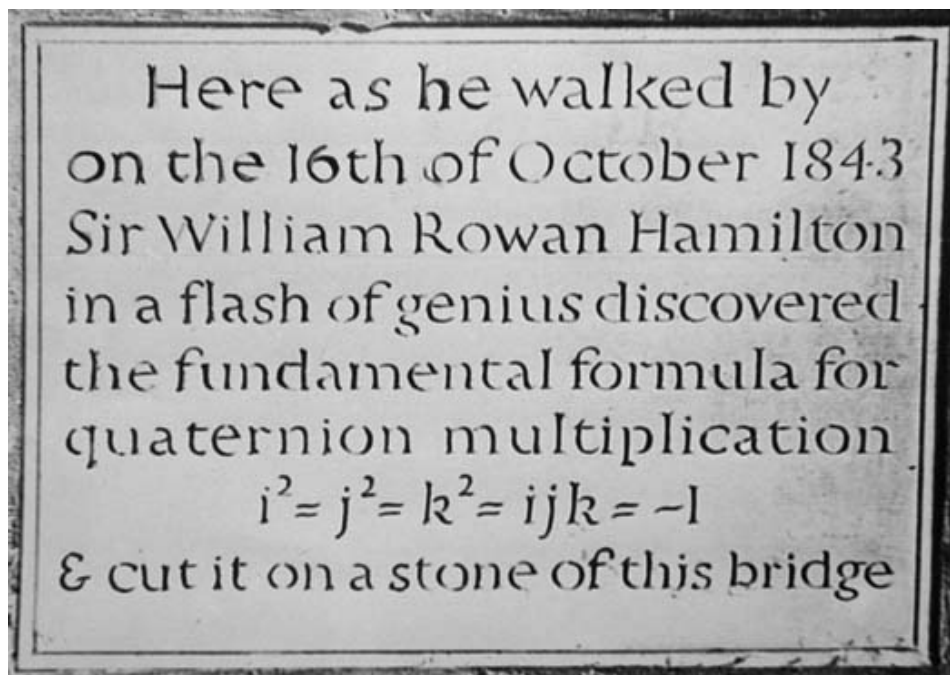 Here as he walked by
on the 16th of October 1843
Sir William Rowan Hamilton
in a flash of genius discovered
the fundamental formula for
quaternion multiplication
i² = j² = k² = ijk = −1
& cut it on a stone of this bridge